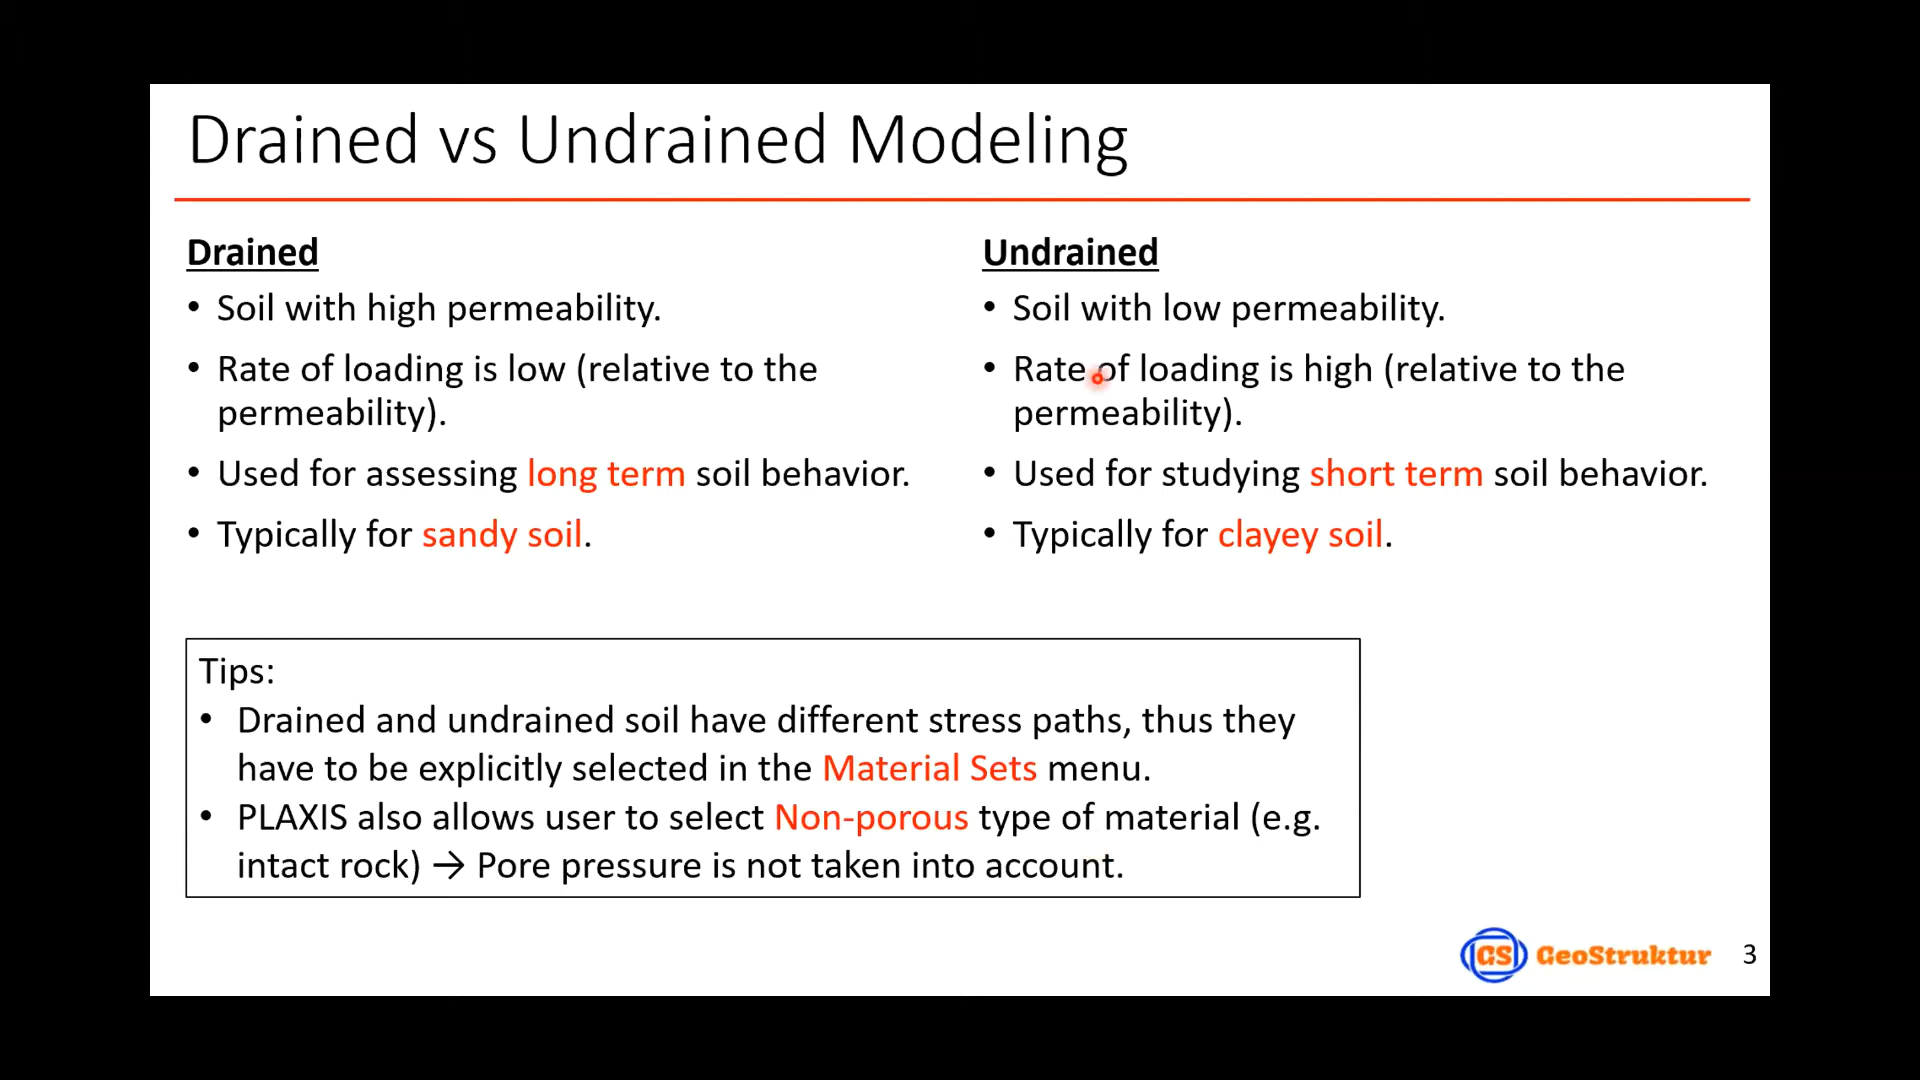 Drained vs Undrained Modeling
Drained
• Soil with high permeability.
• Rate of loading is low (relative to the
permeability).
• Used for assessing long term soil behavior.
• Typically for sandy soil.
Undrained
• Soil with low permeability.
• Rate of loading is high (relative to the
permeability).
• Used for studying short term soil behavior.
• Typically for clayey soil.
Tips:
• Drained and undrained soil have different stress paths, thus they
have to be explicitly selected in the Material Sets menu.
• PLAXIS also allows user to select Non-porous type of material (e.g.
intact rock) → Pore pressure is not taken into account.
GS GeoStruktur
3